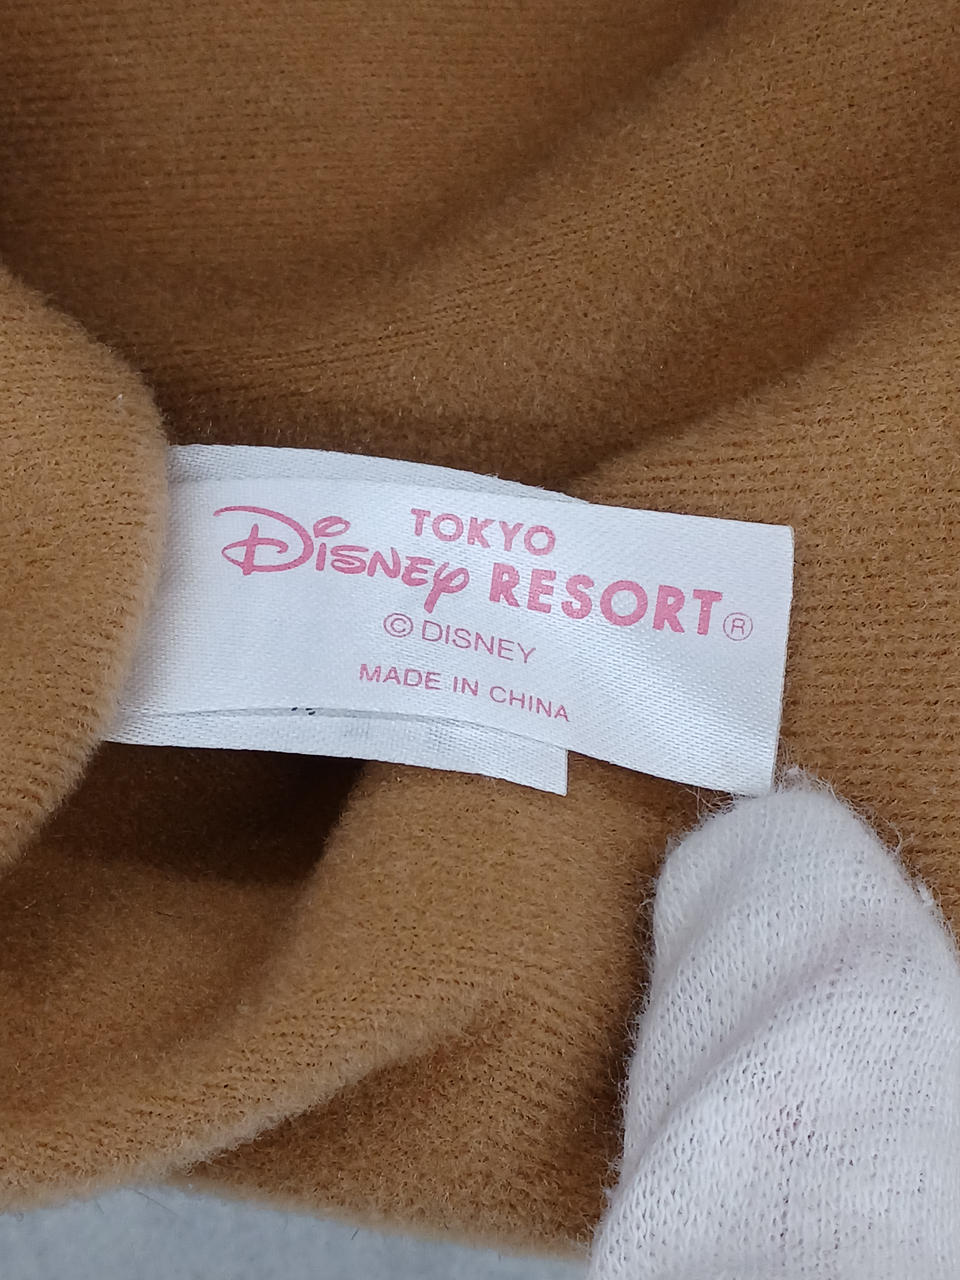 TOKYO
Disney RESORT®
© DISNEY
MADE IN CHINA